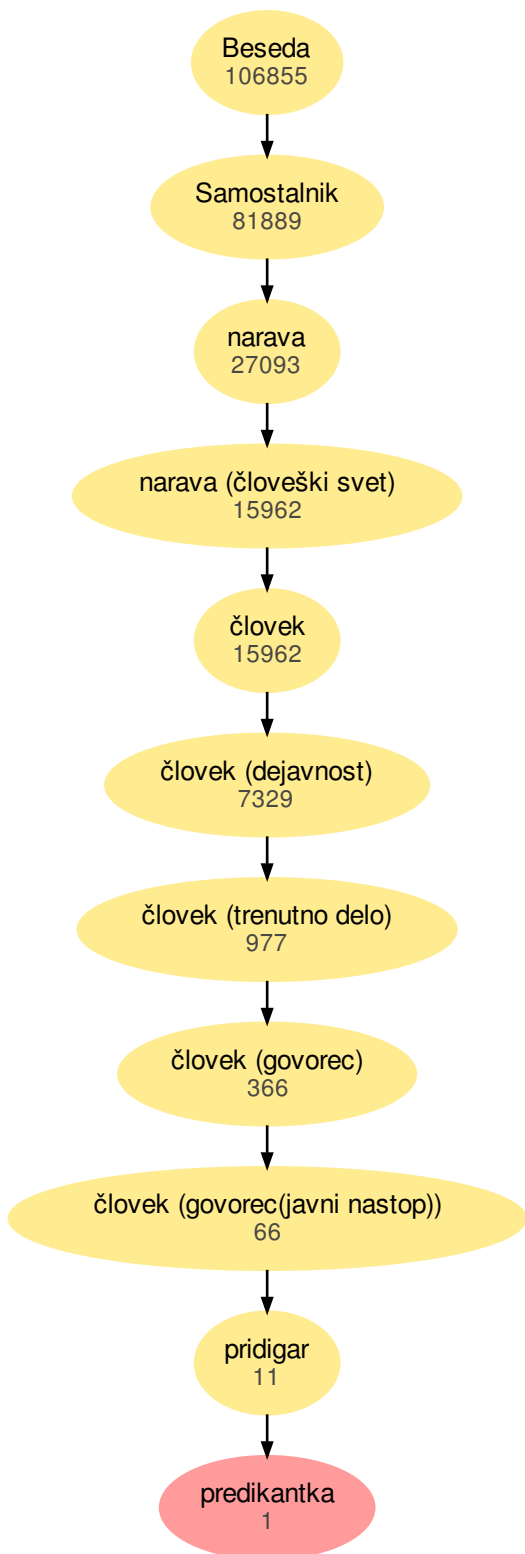 Beseda
106855
Samostalnik
81889
narava
27093
narava (človeški svet)
15962
človek
15962
človek (dejavnost)
7329
človek (trenutno delo)
977
človek (govorec)
366
človek (govorec(javni nastop))
66
pridigar
11
predikantka
1